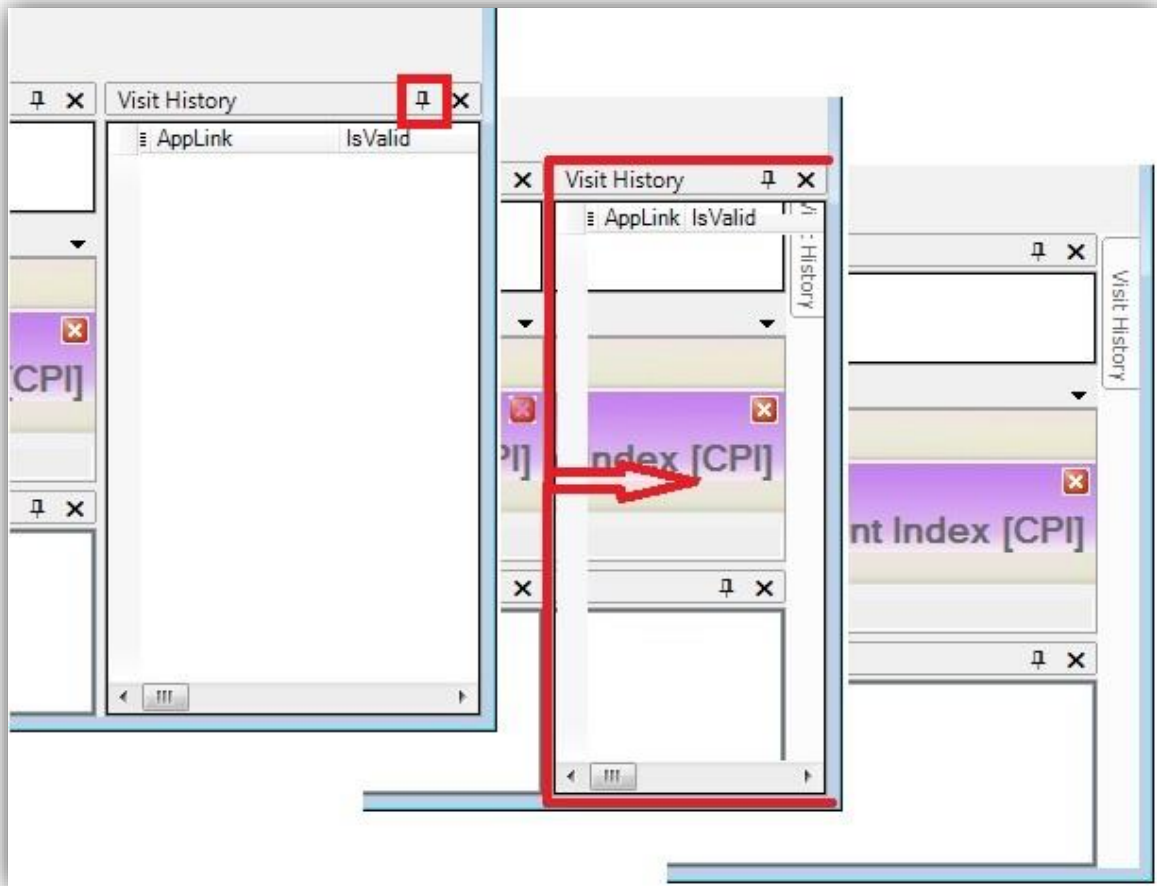 Visit History
AppLink IsValid
[CPI]
Visit History
AppLink IsValid
History
PI]
ndex [CPI]
Visit History
nt Index [CPI]